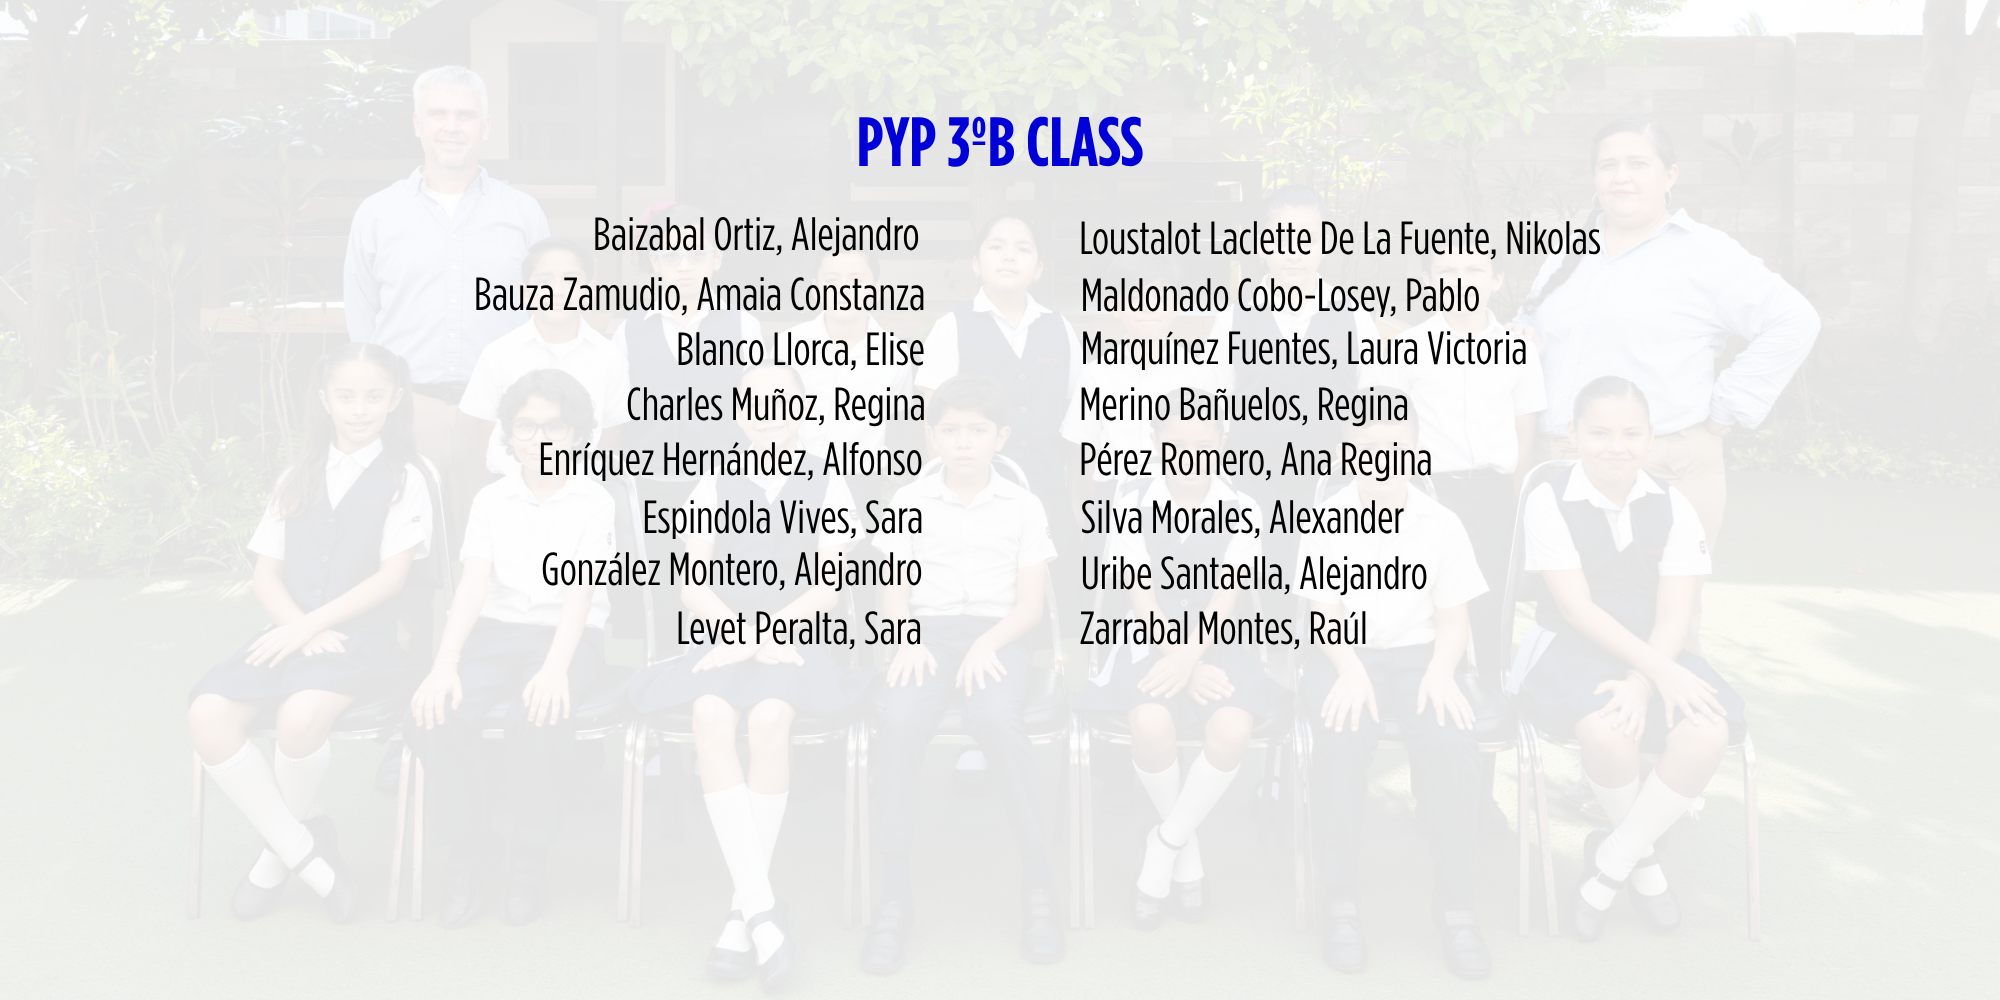 PYP 3ºB CLASS
Baizabal Ortiz, Alejandro
Bauza Zamudio, Amaia Constanza
Blanco Llorca, Elise
Charles Muñoz, Regina
Enríquez Hernández, Alfonso
Espindola Vives, Sara
González Montero, Alejandro
Levet Peralta, Sara
Loustalot Laclette De La Fuente, Nikolas
Maldonado Cobo-Losey, Pablo
Marquínez Fuentes, Laura Victoria
Merino Bañuelos, Regina
Pérez Romero, Ana Regina
Silva Morales, Alexander
Uribe Santaella, Alejandro
Zarrabal Montes, Raúl